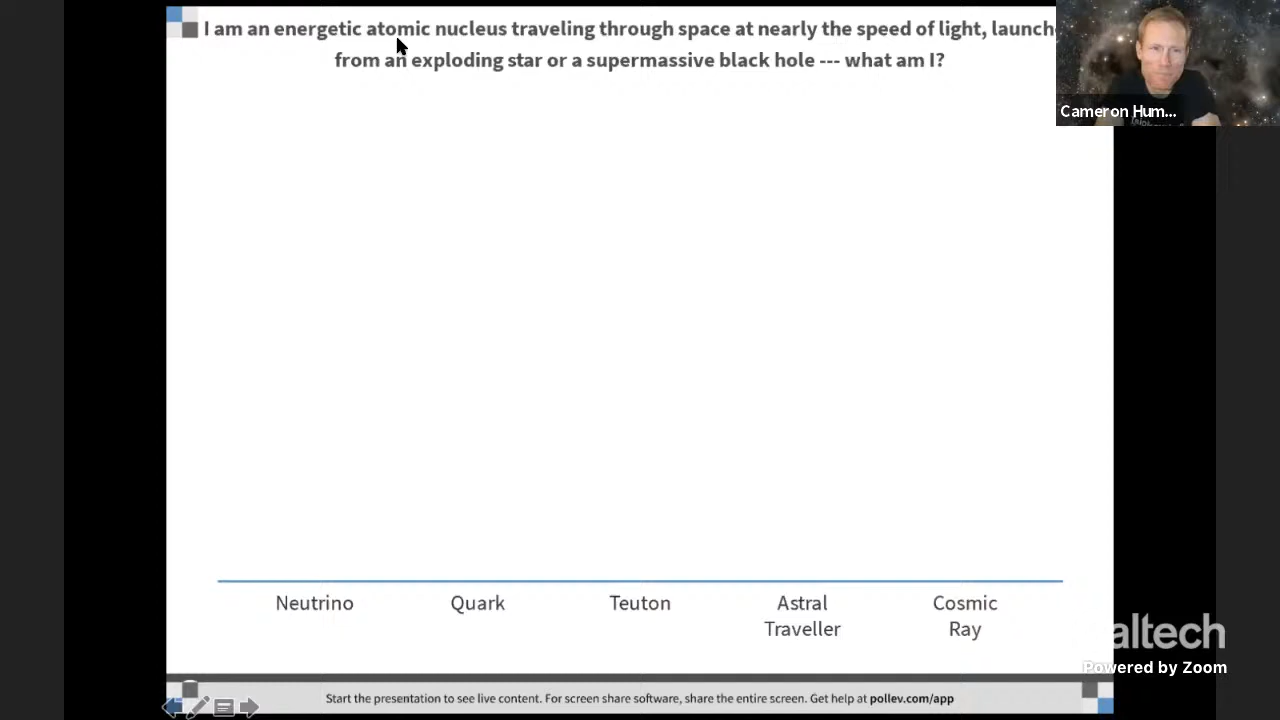 I am an energetic atomic nucleus traveling through space at nearly the speed of light, launch
from an exploding star or a supermassive black hole --- what am I?
Cameron Hum...
Neutrino
Quark
Teuton
Astral
Traveller
Cosmic
Ray
altech
Powered by Zoom
Start the presentation to see live content. For screen share software, share the entire screen. Get help at pollev.com/app